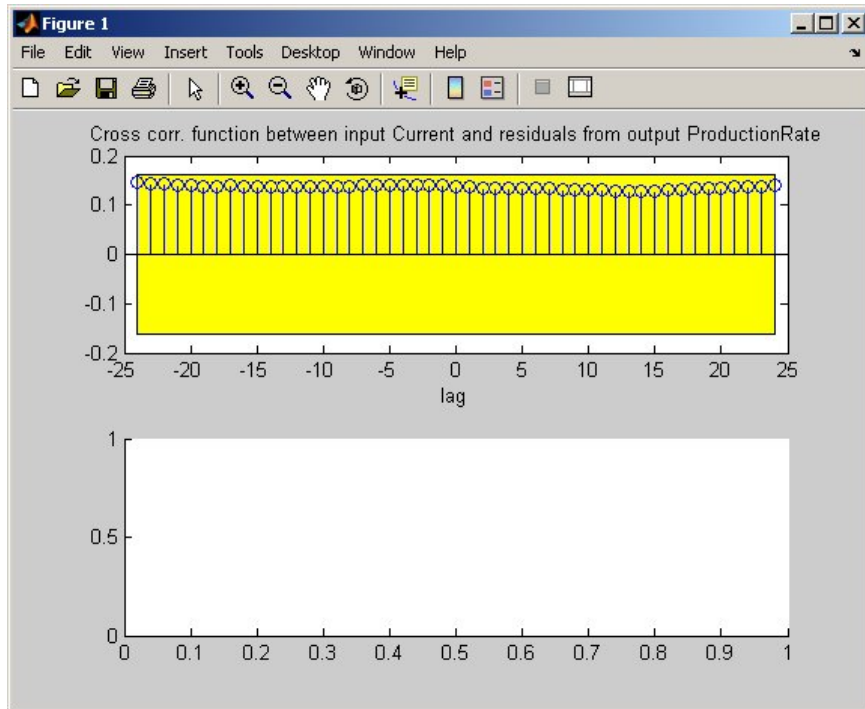 Figure 1
File Edit View Insert Tools Desktop Window Help
Cross corr. function between input Current and residuals from output ProductionRate
0.2
0.1
0
-0.1
-0.2
-25 -20 -15 -10 -5 0 5 10 15 20 25
lag
1
0.5
0
0 0.1 0.2 0.3 0.4 0.5 0.6 0.7 0.8 0.9 1